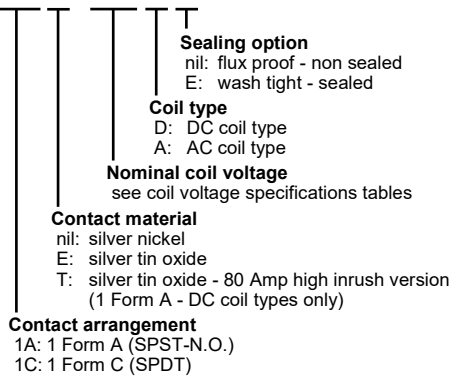 Sealing option
nil: flux proof - non sealed
E: wash tight - sealed
Coil type
D: DC coil type
A: AC coil type
Nominal coil voltage
see coil voltage specifications tables
Contact material
nil: silver nickel
E: silver tin oxide
T: silver tin oxide - 80 Amp high inrush version
(1 Form A - DC coil types only)
Contact arrangement
1A: 1 Form A (SPST-N.O.)
1C: 1 Form C (SPDT)